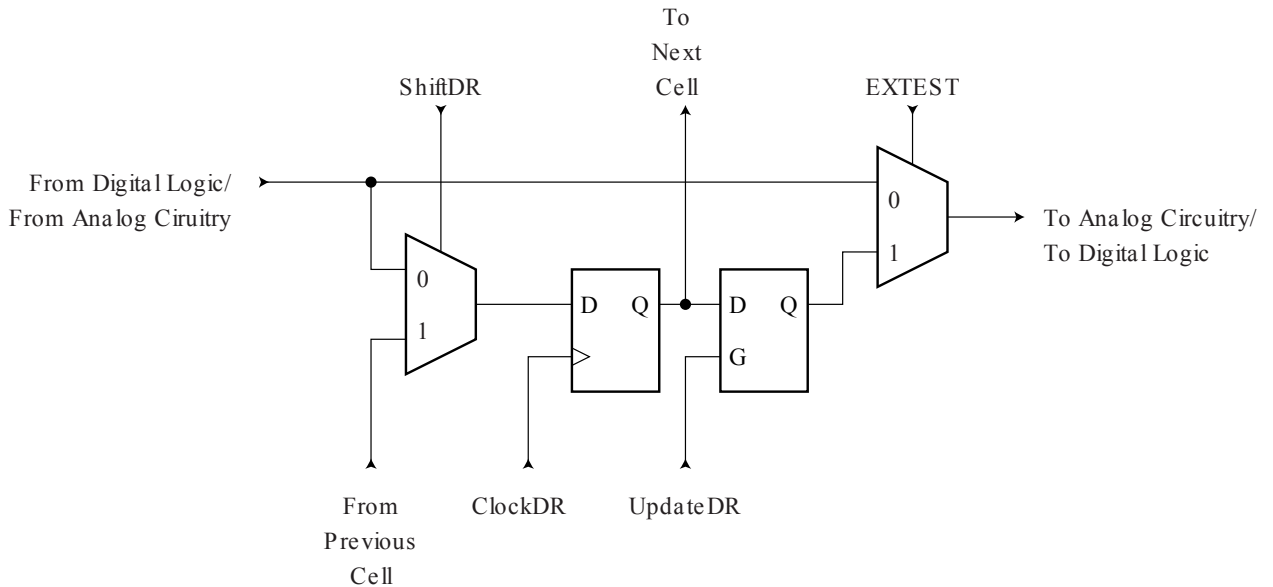 To
Next
Cell
ShiftDR
EXTEST
From Digital Logic/
From Analog Ciruitry
0
1
D Q
D Q
G
0
1
To Analog Circuitry/
To Digital Logic
From
Previous
Cell
ClockDR
UpdateDR